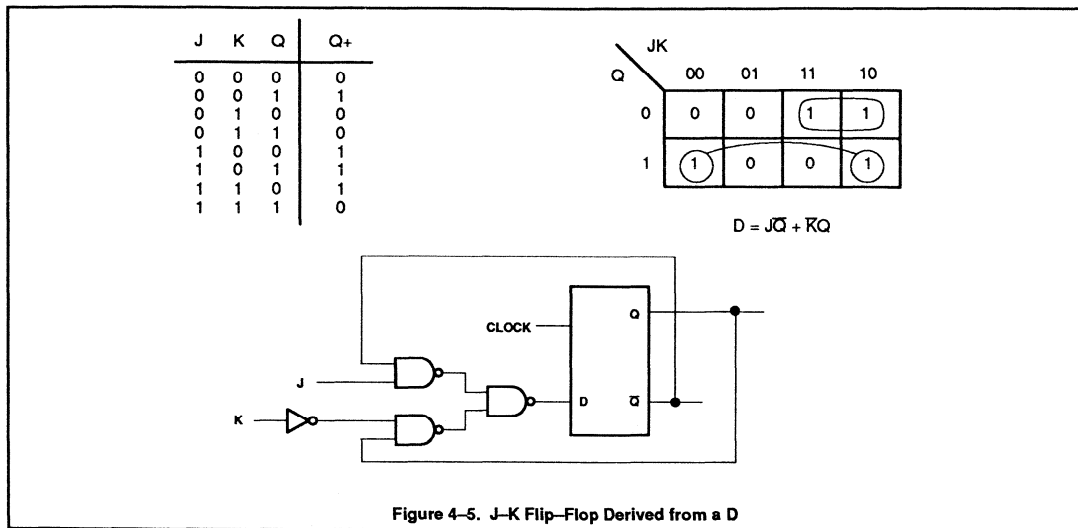 J K Q Q+
0 0 0 0
0 0 1 1
0 1 0 0
0 1 1 0
1 0 0 1
1 0 1 1
1 1 0 1
1 1 1 0
JK
Q 00 01 11 10
0 0 0 1 1
1 1 0 0 1
D = JQ̅ + K̅Q
CLOCK
Q
J
K
D Q̅
Figure 4–5. J–K Flip–Flop Derived from a D